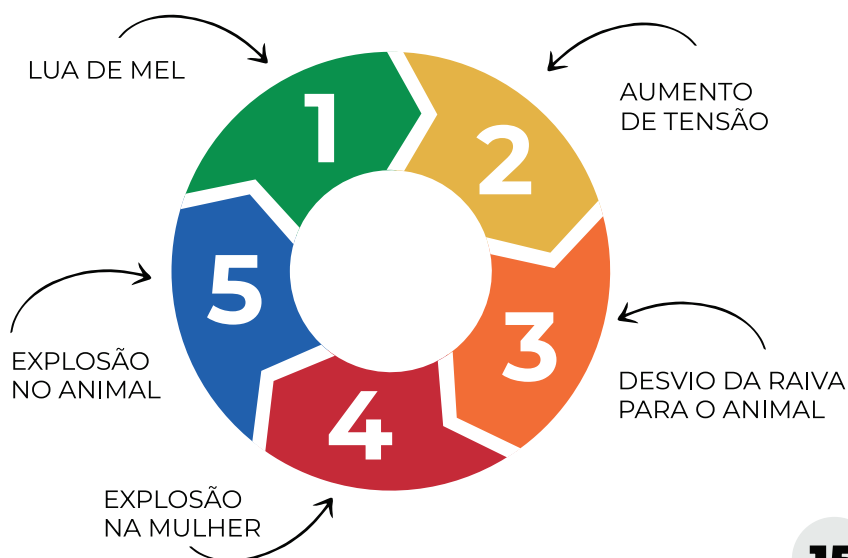 LUA DE MEL
1
2
AUMENTO
DE TENSÃO
5
3
EXPLOSÃO
NO ANIMAL
DESVIO DA RAIVA
PARA O ANIMAL
4
EXPLOSÃO
NA MULHER
15